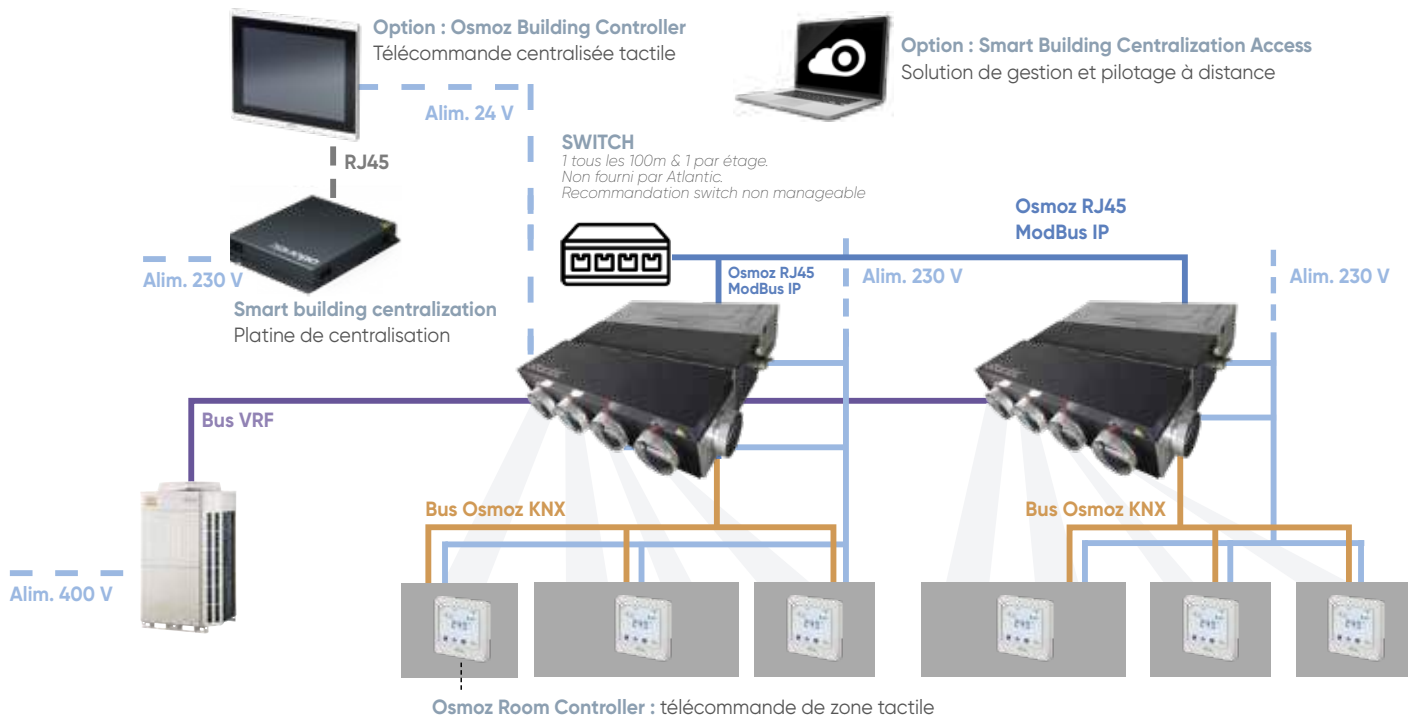 Option : Osmoz Building Controller
Télécommande centralisée tactile
Option : Smart Building Centralization Access
Solution de gestion et pilotage à distance
Alim. 24 V
RJ45
SWITCH
1 tous les 100m & 1 par étage.
Non fourni par Atlantic.
Recommandation switch non manageable
Osmoz RJ45
ModBus IP
Alim. 230 V
Osmoz RJ45
ModBus IP
Alim. 230 V
Alim. 230 V
Smart building centralization
Platine de centralisation
Bus VRF
Bus Osmoz KNX
Bus Osmoz KNX
Alim. 400 V
Osmoz Room Controller : télécommande de zone tactile